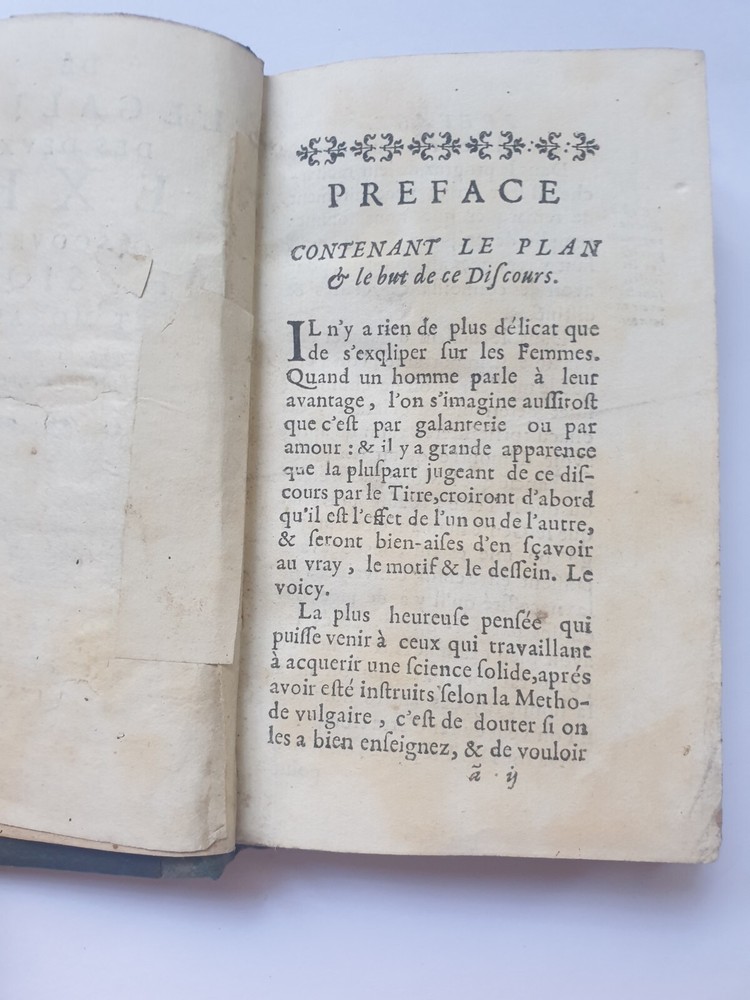 PREFACE
CONTENANT LE PLAN
& le but de ce Diſcours.
IL n'y a rien de plus délicat que
de s'exqliper ſur les Femmes.
Quand un homme parle à leur
avantage, l'on s'imagine auſſitoſt
que c'eſt par galanterie ou par
amour : & il y a grande apparence
que la pluſpart jugeant de ce diſ-
cours par le Titre, croiront d'abord
qu'il eſt l'effet de l'un ou de l'autre,
& ſeront bien-aiſes d'en ſçavoir
au vray, le motif & le deſſein. Le
voicy.
La plus heureuſe penſée qui
puiſſe venir à ceux qui travaillant
à acquerir une ſcience ſolide, aprés
avoir eſté inſtruits ſelon la Metho-
de vulgaire, c'eſt de douter ſi on
les a bien enſeignez, & de vouloir
ã ij